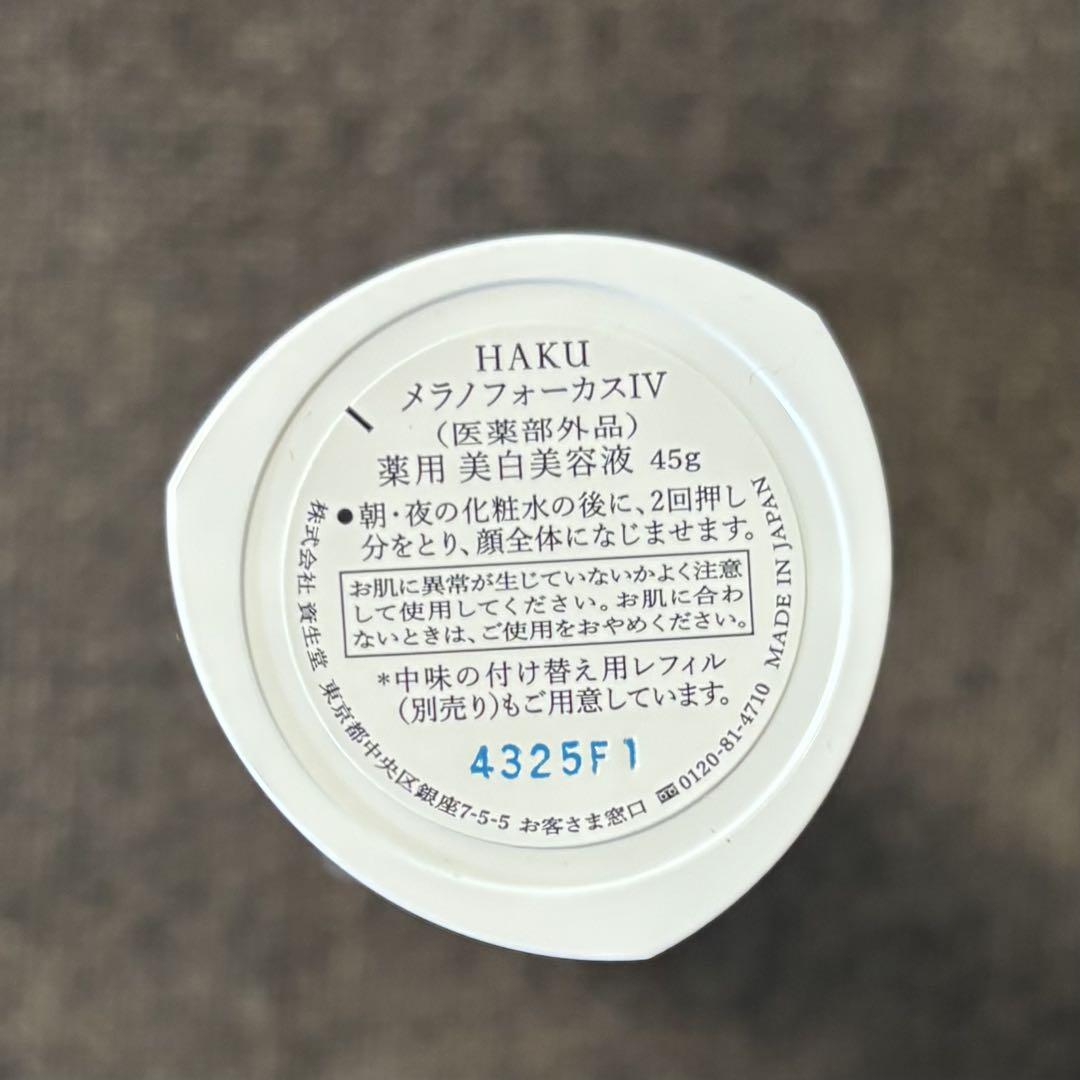 HAKU
メラノフォーカスIV
（医薬部外品）
薬用 美白美容液 45g
●朝・夜の化粧水の後に、2回押し
分をとり、顔全体になじませます。
お肌に異常が生じていないかよく注意
して使用してください。お肌に合わ
ないときは、ご使用をおやめください。
*中味の付け替え用レフィル
（別売り）もご用意しています。
4325F1
株式会社 資生堂 東京都中央区銀座7-5-5 お客さま窓口 0120-81-4710 MADE IN JAPAN